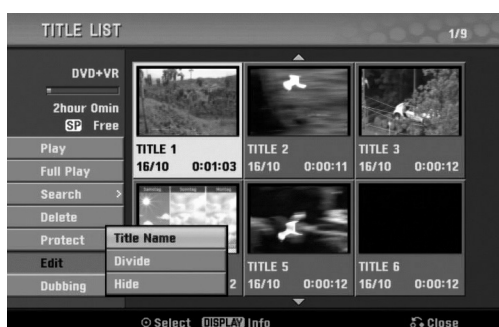 TITLE LIST
1/9
DVD+VR
2hour 0min
SP Free
Play
Full Play
Search >
Delete
Protect
Edit
Dubbing
Title Name
Divide
Hide
TITLE 1
16/10 0:01:03
TITLE 2
16/10 0:00:11
TITLE 3
16/10 0:00:12
2
TITLE 5
16/10 0:00:12
TITLE 6
16/10 0:00:12
Select DISPLAY Info
Close